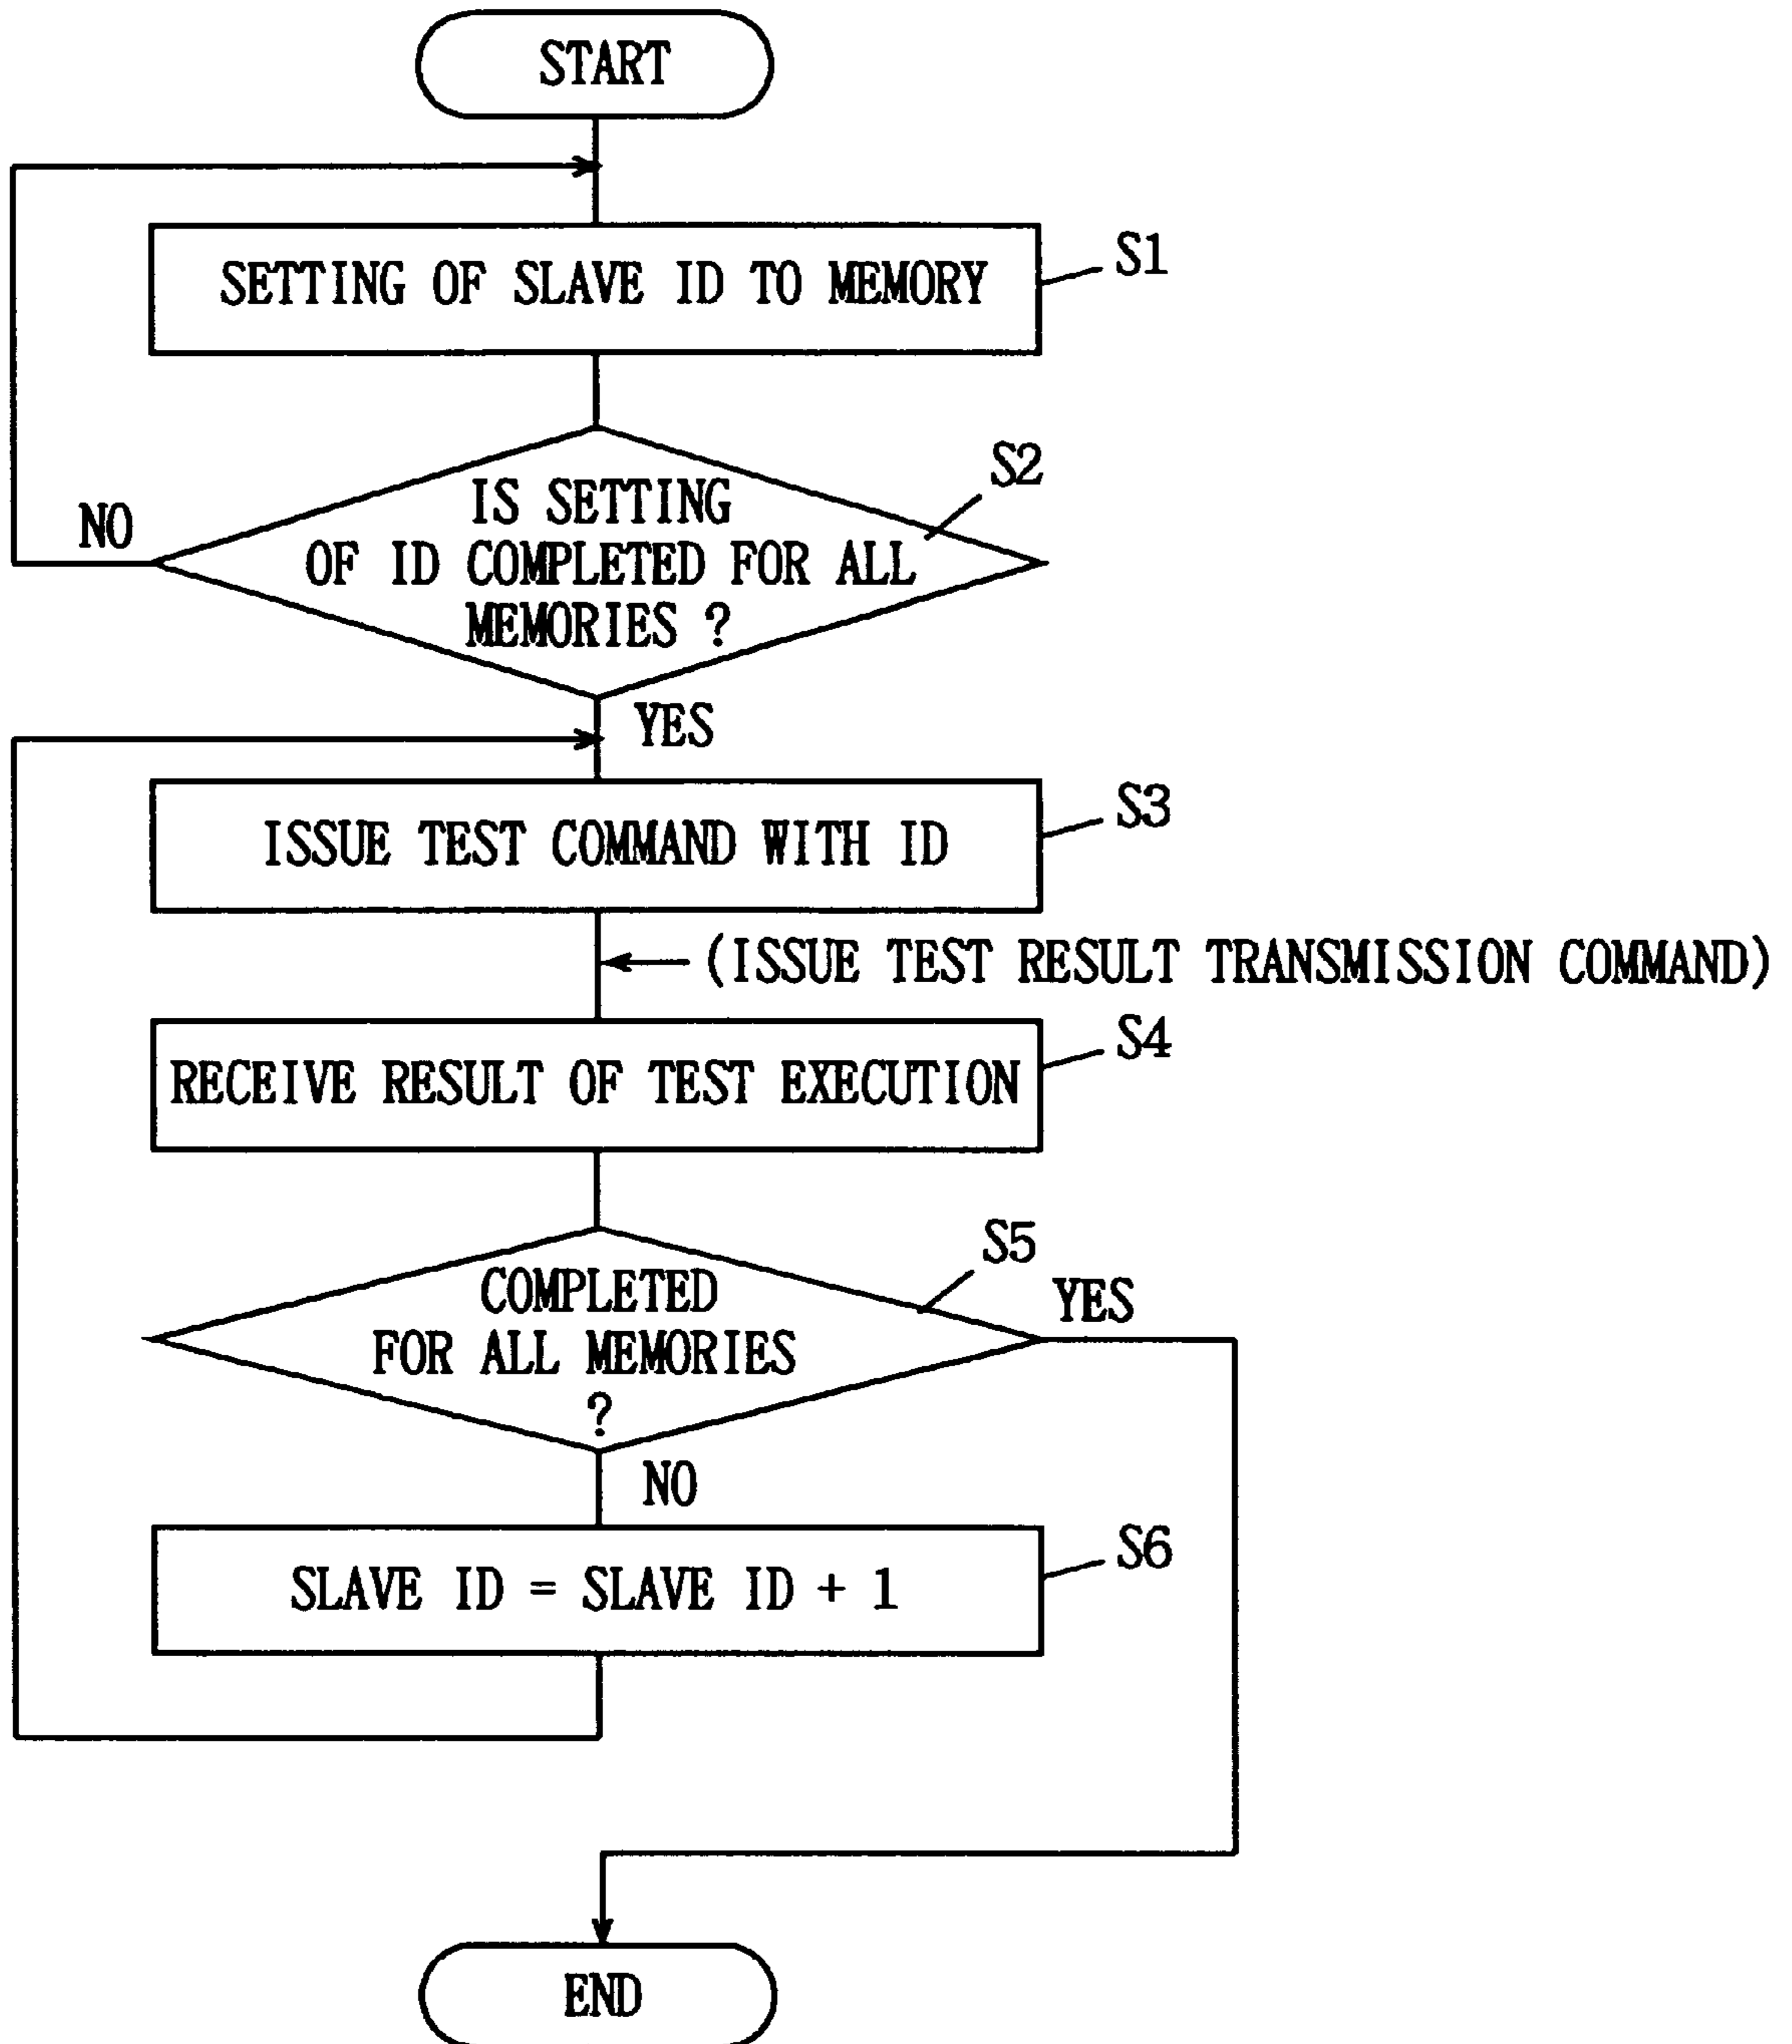 START
SETTING OF SLAVE ID TO MEMORY
S1
S2
IS SETTING
OF ID COMPLETED FOR ALL
MEMORIES ?
NO
YES
ISSUE TEST COMMAND WITH ID
S3
(ISSUE TEST RESULT TRANSMISSION COMMAND)
RECEIVE RESULT OF TEST EXECUTION
S4
S5
COMPLETED
FOR ALL MEMORIES
?
YES
NO
SLAVE ID = SLAVE ID + 1
S6
END